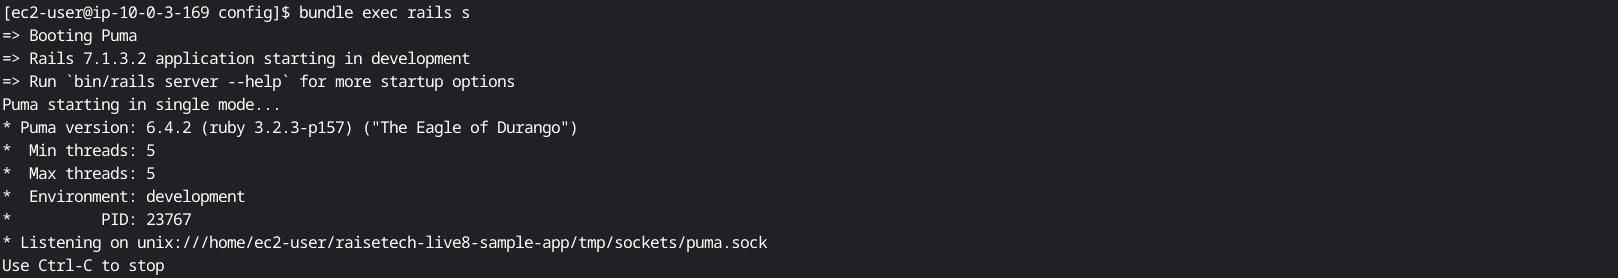 [ec2-user@ip-10-0-3-169 config]$ bundle exec rails s
=> Booting Puma
=> Rails 7.1.3.2 application starting in development
=> Run `bin/rails server --help` for more startup options
Puma starting in single mode...
* Puma version: 6.4.2 (ruby 3.2.3-p157) ("The Eagle of Durango")
*  Min threads: 5
*  Max threads: 5
*  Environment: development
*          PID: 23767
* Listening on unix:///home/ec2-user/raisetech-live8-sample-app/tmp/sockets/puma.sock
Use Ctrl-C to stop